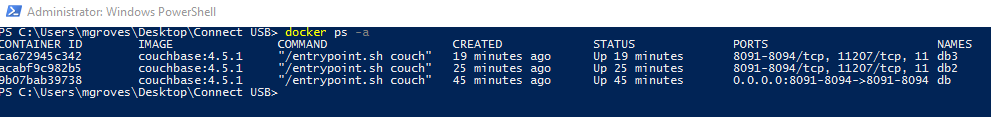 Administrator: Windows PowerShell
PS C:\Users\mgroves\Desktop\Connect USB> docker ps -a
CONTAINER ID IMAGE COMMAND CREATED STATUS PORTS NAMES
ca672945c342 couchbase:4.5.1 "/entrypoint.sh couch" 19 minutes ago Up 19 minutes 8091-8094/tcp, 11207/tcp, 11 db3
acabf9c982b5 couchbase:4.5.1 "/entrypoint.sh couch" 25 minutes ago Up 25 minutes 8091-8094/tcp, 11207/tcp, 11 db2
9b07bab39738 couchbase:4.5.1 "/entrypoint.sh couch" 45 minutes ago Up 45 minutes 0.0.0.0:8091-8094->8091-8094 db
PS C:\Users\mgroves\Desktop\Connect USB>